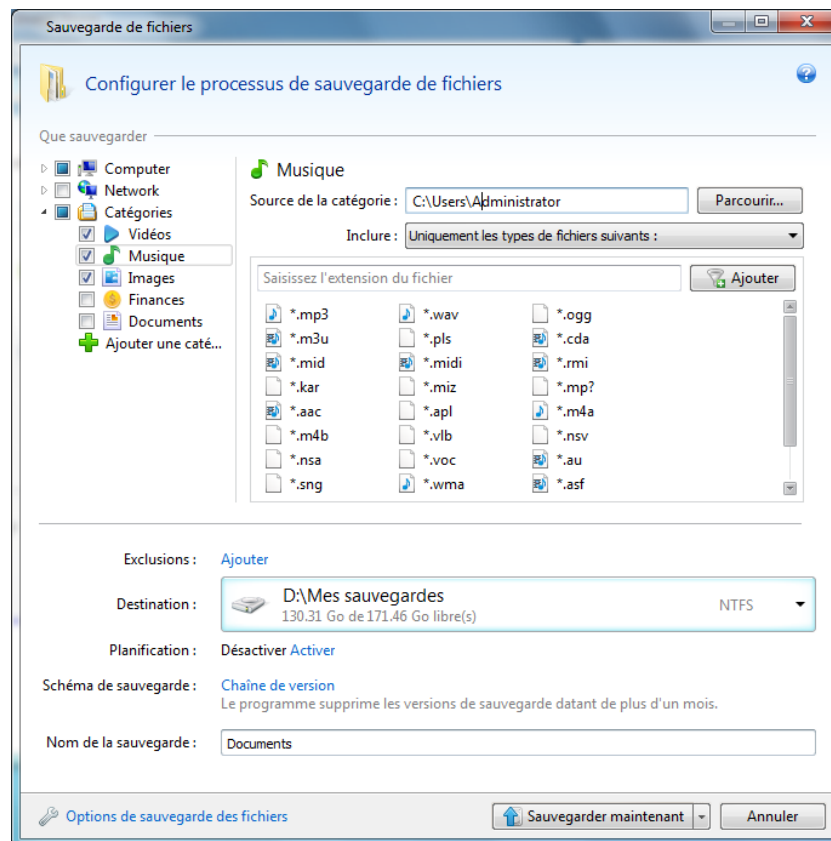 Sauvegarde de fichiers
Configurer le processus de sauvegarde de fichiers
Que sauvegarder
Computer
Network
Catégories
Vidéos
Musique
Images
Finances
Documents
Ajouter une caté...
Musique
Source de la catégorie : C:\Users\Administrator Parcourir...
Inclure : Uniquement les types de fichiers suivants :
Saisissez l'extension du fichier Ajouter
*.mp3 *.wav *.ogg
*.m3u *.pls *.cda
*.mid *.midi *.rmi
*.kar *.miz *.mp?
*.aac *.apl *.m4a
*.m4b *.vlb *.nsv
*.nsa *.voc *.au
*.sng *.wma *.asf
Exclusions : Ajouter
Destination : D:\Mes sauvegardes
130.31 Go de 171.46 Go libre(s) NTFS
Planification : Désactiver Activer
Schéma de sauvegarde : Chaîne de version
Le programme supprime les versions de sauvegarde datant de plus d'un mois.
Nom de la sauvegarde : Documents
Options de sauvegarde des fichiers Sauvegarder maintenant Annuler